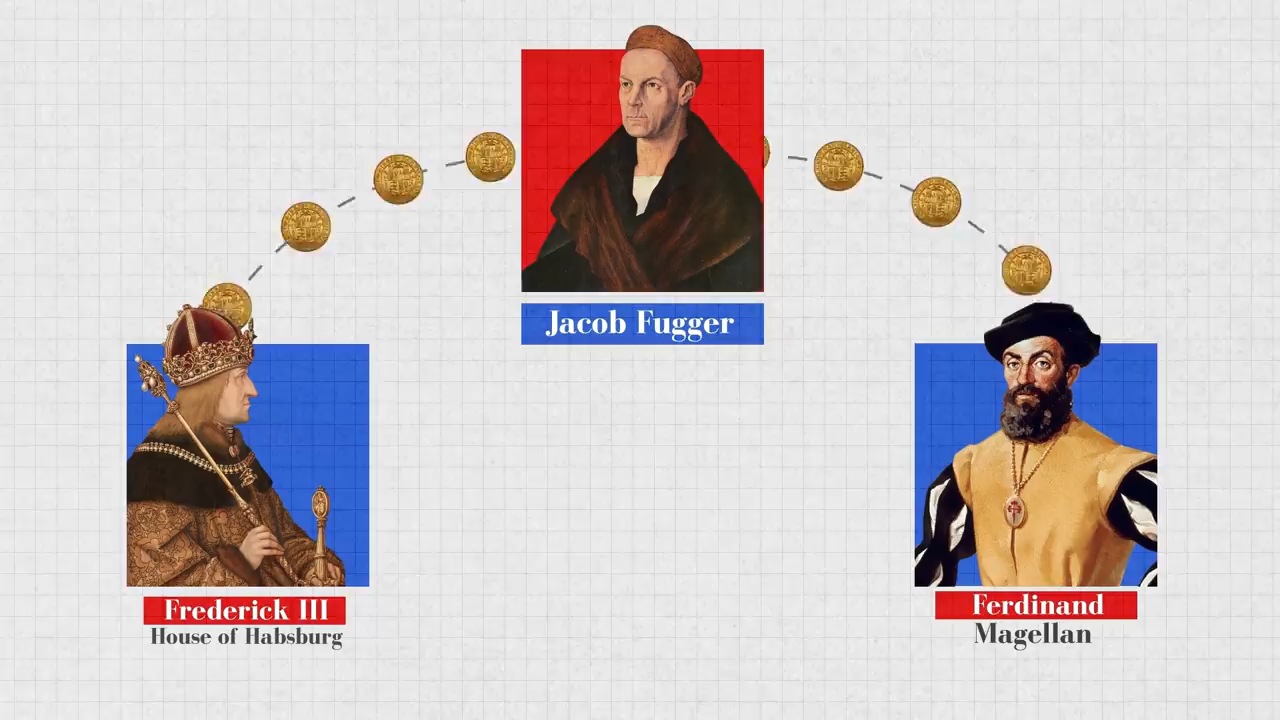 Jacob Fugger
Frederick III
House of Habsburg
Ferdinand
Magellan